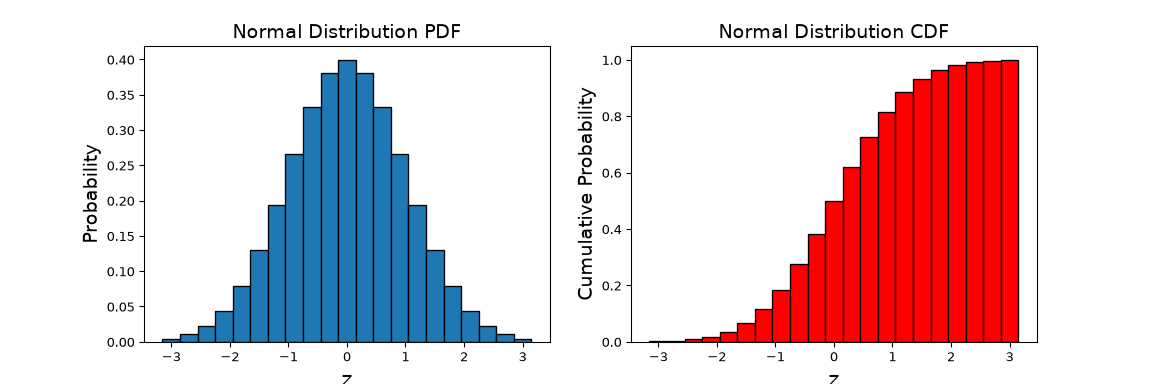 Normal Distribution PDF
Probability
0.40
0.35
0.30
0.25
0.20
0.15
0.10
0.05
0.00
−3 −2 −1 0 1 2 3
z
Normal Distribution CDF
Cumulative Probability
1.0
0.8
0.6
0.4
0.2
0.0
−3 −2 −1 0 1 2 3
z